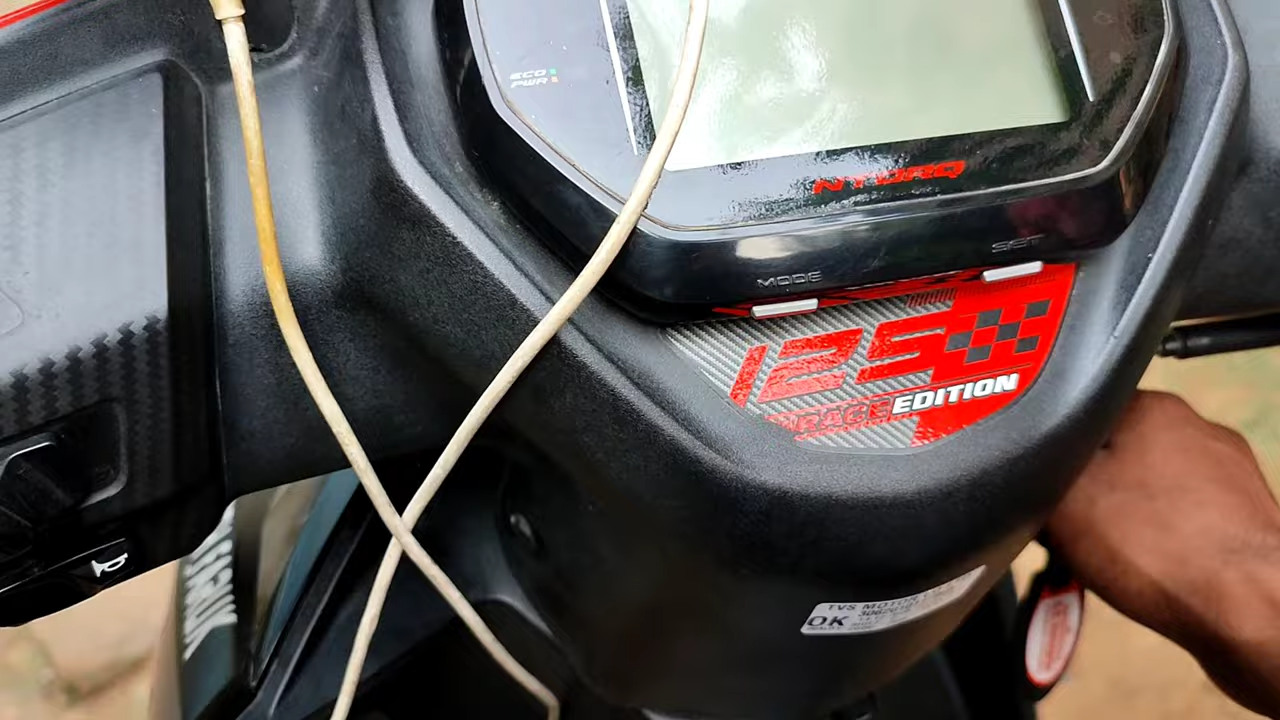 ECO
PWR
NTORQ
MODE
SET
125
RACE EDITION
TVS MOTOR
OK